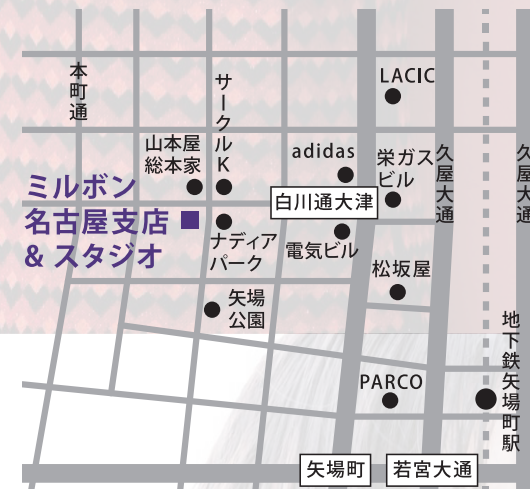 本町通
サークルK
LACIC
山本屋
総本家
adidas
栄ガス
ビル
久屋大通
久屋大通
ミルボン
名古屋支店
& スタジオ
白川通大津
ナディア
パーク
電気ビル
松坂屋
矢場
公園
地下鉄矢場町駅
PARCO
矢場町
若宮大通